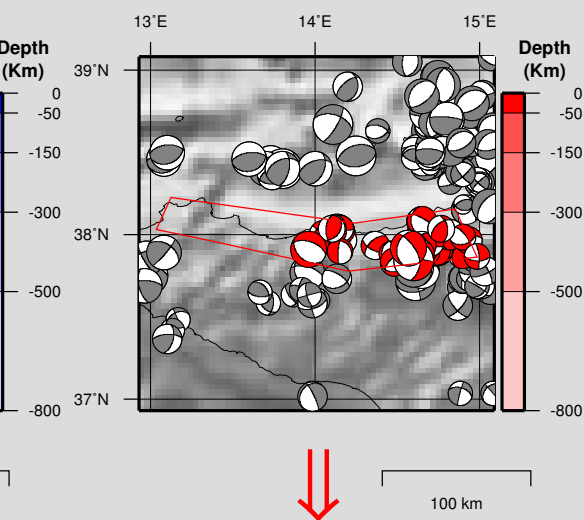 13°E 14°E 15°E
Depth Depth
(Km) (Km)
39°N
0 0
-50 -50
-150 -150
-300 -300
38°N
-500 -500
37°N
-800 -800
100 km